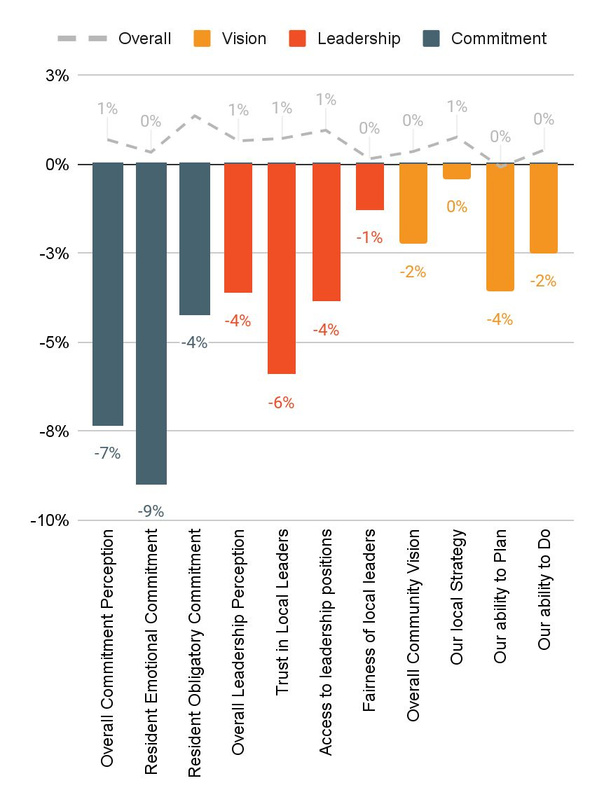 Overall Vision Leadership Commitment
3%
1% 0% 1% 1% 1% 0% 0% 1% 0% 0%
0%
-3%
-5%
-8%
-10%
-7% -9% -4% -4% -6% -4% -1% -2% 0% -4% -2%
Overall Commitment Perception
Resident Emotional Commitment
Resident Obligatory Commitment
Overall Leadership Perception
Trust in Local Leaders
Access to leadership positions
Fairness of local leaders
Overall Community Vision
Our local Strategy
Our ability to Plan
Our ability to Do